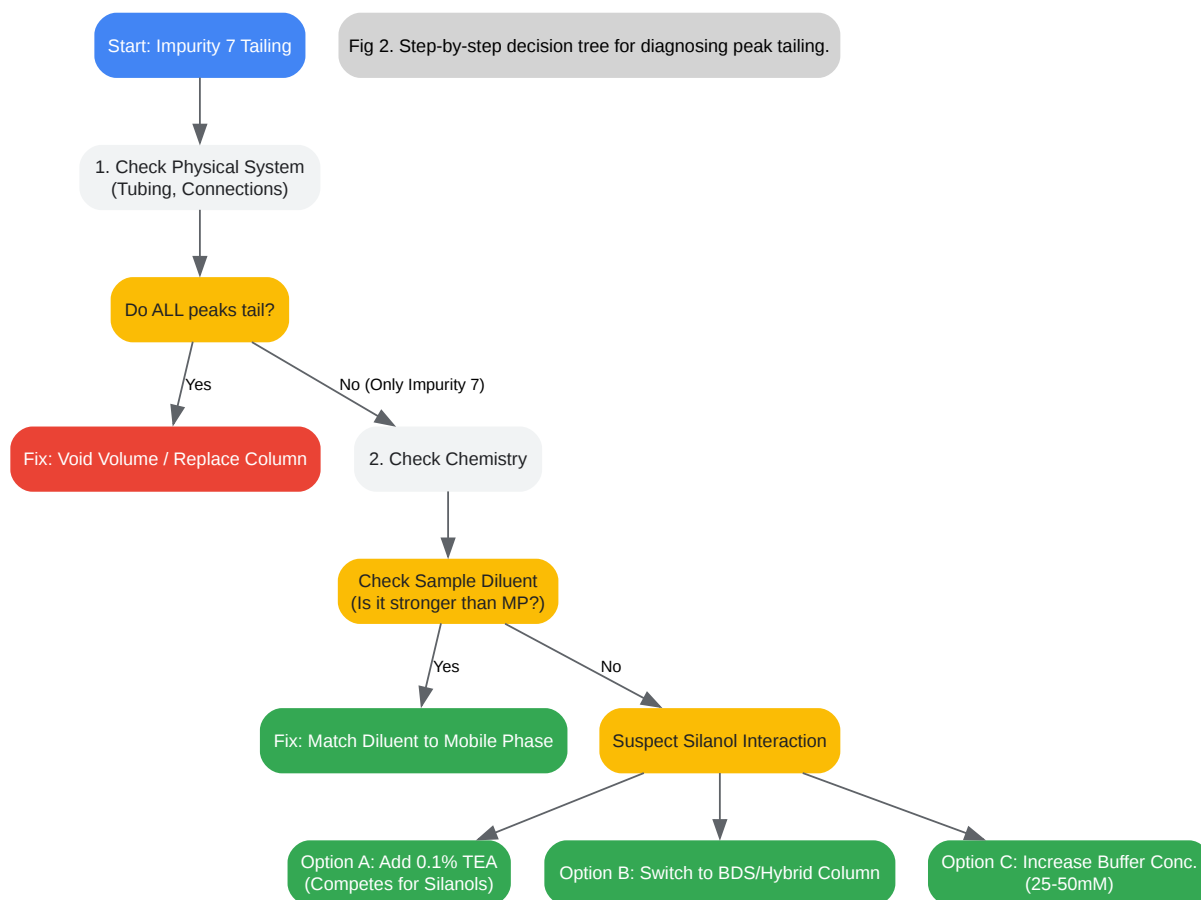 Start: Impurity 7 Tailing
Fig 2. Step-by-step decision tree for diagnosing peak tailing.
1. Check Physical System
(Tubing, Connections)
Do ALL peaks tail?
Yes
No (Only Impurity 7)
Fix: Void Volume / Replace Column
2. Check Chemistry
Check Sample Diluent
(Is it stronger than MP?)
Yes
No
Fix: Match Diluent to Mobile Phase
Suspect Silanol Interaction
Option A: Add 0.1% TEA
(Competes for Silanols)
Option B: Switch to BDS/Hybrid Column
Option C: Increase Buffer Conc.
(25-50mM)